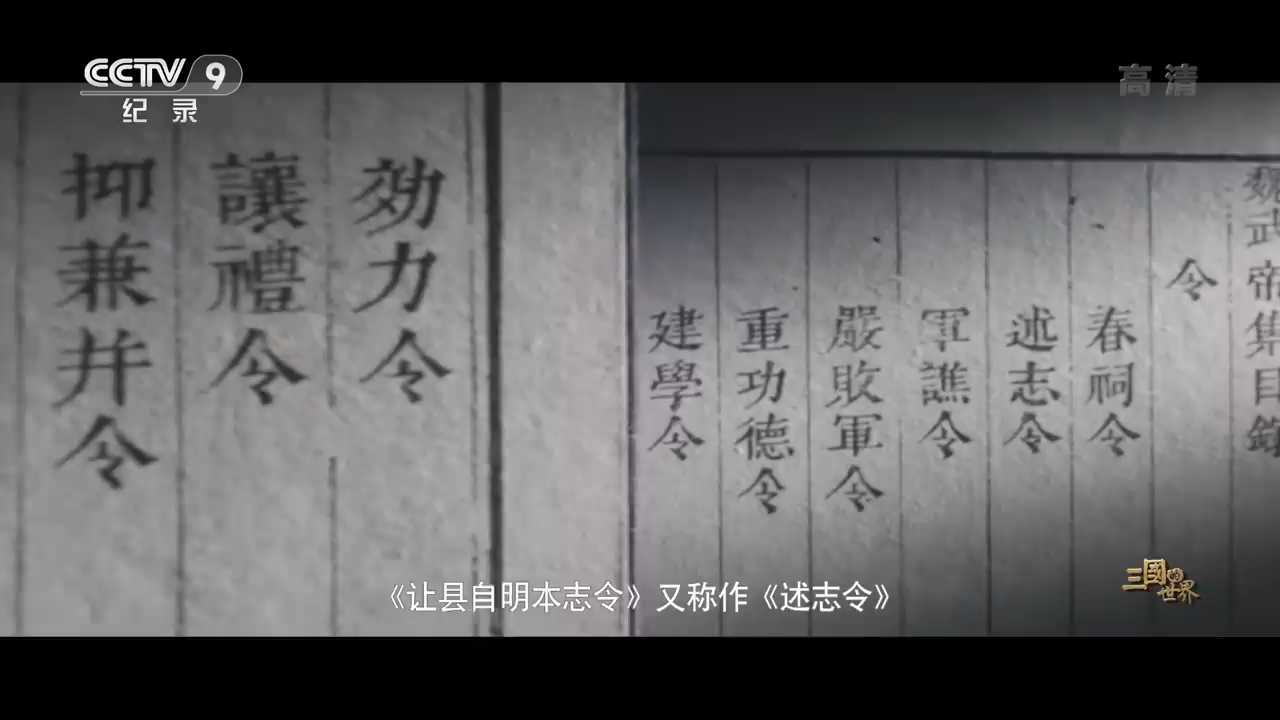 CCTV 9
纪录
高清
魏武帝集目錄
令
春祠令
述志令
軍譙令
嚴敗軍令
重功德令
建學令
効力令
讓禮令
抑兼并令
《让县自明本志令》又称作《述志令》
三國的世界